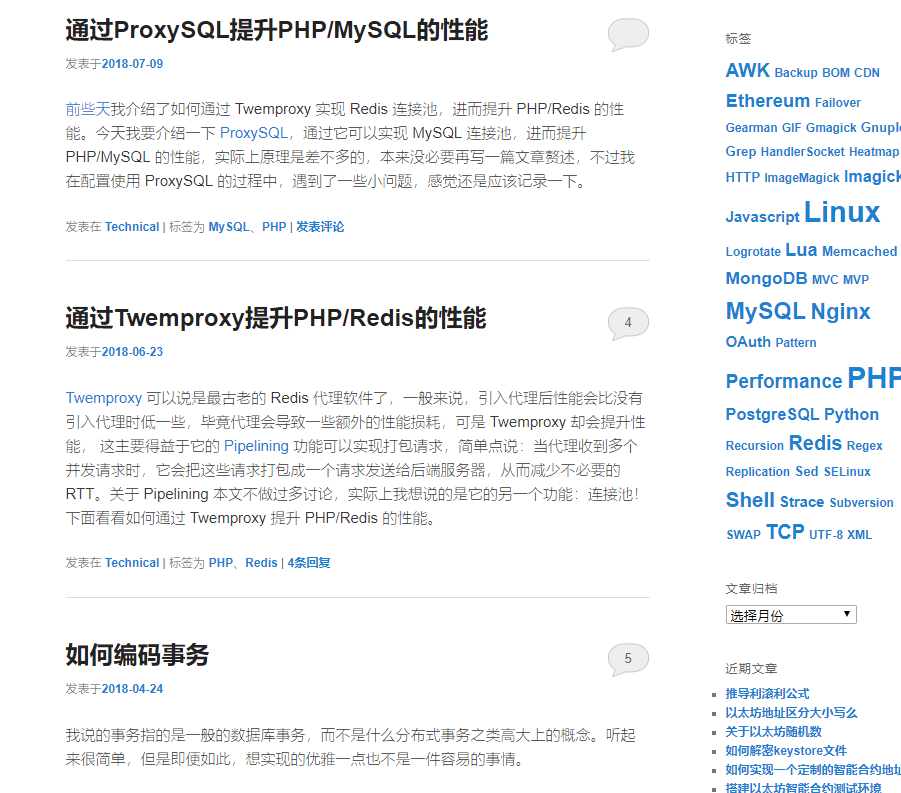 通过ProxySQL提升PHP/MySQL的性能
发表于2018-07-09
前些天我介绍了如何通过 Twemproxy 实现 Redis 连接池，进而提升 PHP/Redis 的性
能。今天我要介绍一下 ProxySQL，通过它可以实现 MySQL 连接池，进而提升
PHP/MySQL 的性能，实际上原理是差不多的，本来没必要再写一篇文章赘述，不过我
在配置使用 ProxySQL 的过程中，遇到了一些小问题，感觉还是应该记录一下。
发表在 Technical | 标签为 MySQL、PHP | 发表评论
通过Twemproxy提升PHP/Redis的性能
4
发表于2018-06-23
Twemproxy 可以说是最古老的 Redis 代理软件了，一般来说，引入代理后性能会比没有
引入代理时低一些，毕竟代理会导致一些额外的性能损耗，可是 Twemproxy 却会提升性
能， 这主要得益于它的 Pipelining 功能可以实现打包请求，简单点说：当代理收到多个
并发请求时，它会把这些请求打包成一个请求发送给后端服务器，从而减少不必要的
RTT。关于 Pipelining 本文不做过多讨论，实际上我想说的是它的另一个功能：连接池！
下面看看如何通过 Twemproxy 提升 PHP/Redis 的性能。
发表在 Technical | 标签为 PHP、Redis | 4条回复
如何编码事务
5
发表于2018-04-24
我说的事务指的是一般的数据库事务，而不是什么分布式事务之类高大上的概念。听起
来很简单，但是即便如此，想实现的优雅一点也不是一件容易的事情。
标签
AWK Backup BOM CDN
Ethereum Failover
Gearman GIF Gmagick Gnuplo
Grep HandlerSocket Heatmap
HTTP ImageMagick Imagick
Javascript Linux
Logrotate Lua Memcached
MongoDB MVC MVP
MySQL Nginx
OAuth Pattern
Performance PHP
PostgreSQL Python
Recursion Redis Regex
Replication Sed SELinux
Shell Strace Subversion
SWAP TCP UTF-8 XML
文章归档
选择月份
近期文章
推导利滚利公式
以太坊地址区分大小写么
关于以太坊随机数
如何解密keystore文件
如何实现一个定制的智能合约地址
搭建以太坊智能合约测试环境